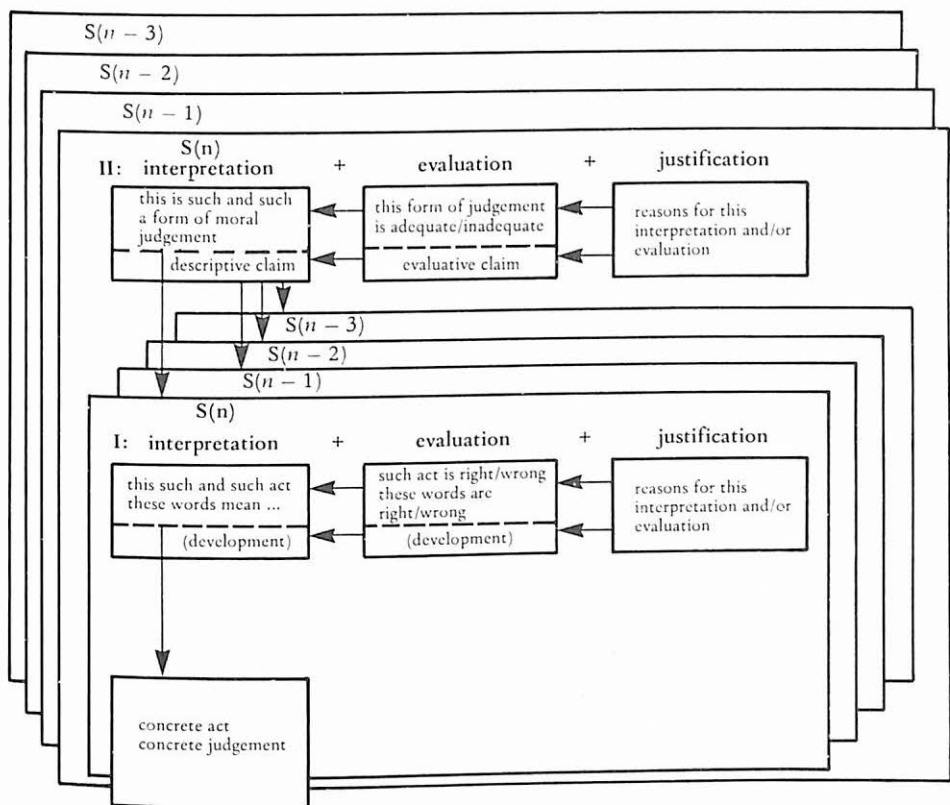 S(n − 3)
S(n − 2)
S(n − 1)
S(n)
II: interpretation + evaluation + justification
this is such and such
a form of moral
judgement
descriptive claim
this form of judgement
is adequate/inadequate
evaluative claim
reasons for this
interpretation and/or
evaluation
S(n − 3)
S(n − 2)
S(n − 1)
S(n)
I: interpretation + evaluation + justification
this such and such act
these words mean ...
(development)
such act is right/wrong
these words are
right/wrong
(development)
reasons for this
interpretation and/or
evaluation
concrete act
concrete judgement